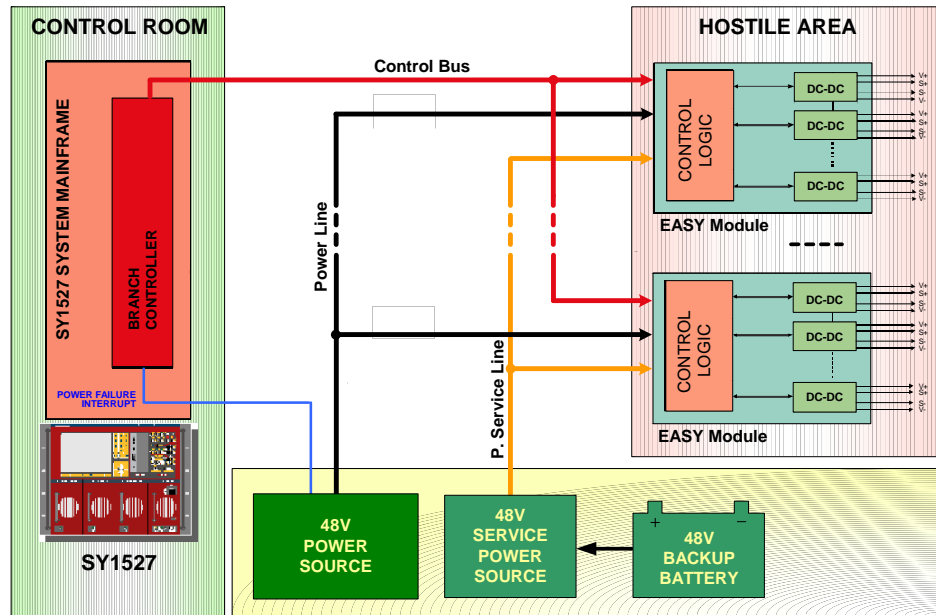 CONTROL ROOM
SY1527 SYSTEM MAINFRAME
BRANCH
CONTROLLER
POWER FAILURE
INTERRUPT
SY1527
Control Bus
Power Line
P. Service Line
HOSTILE AREA
CONTROL
LOGIC
DC-DC
V+
S+
S-
V-
DC-DC
V+
S+
S-
V-
DC-DC
V+
S+
S-
V-
EASY Module
CONTROL
LOGIC
DC-DC
V+
S+
S-
V-
DC-DC
V+
S+
S-
V-
DC-DC
V+
S+
S-
V-
EASY Module
48V
POWER
SOURCE
48V
SERVICE
POWER
SOURCE
+ −
48V
BACKUP
BATTERY